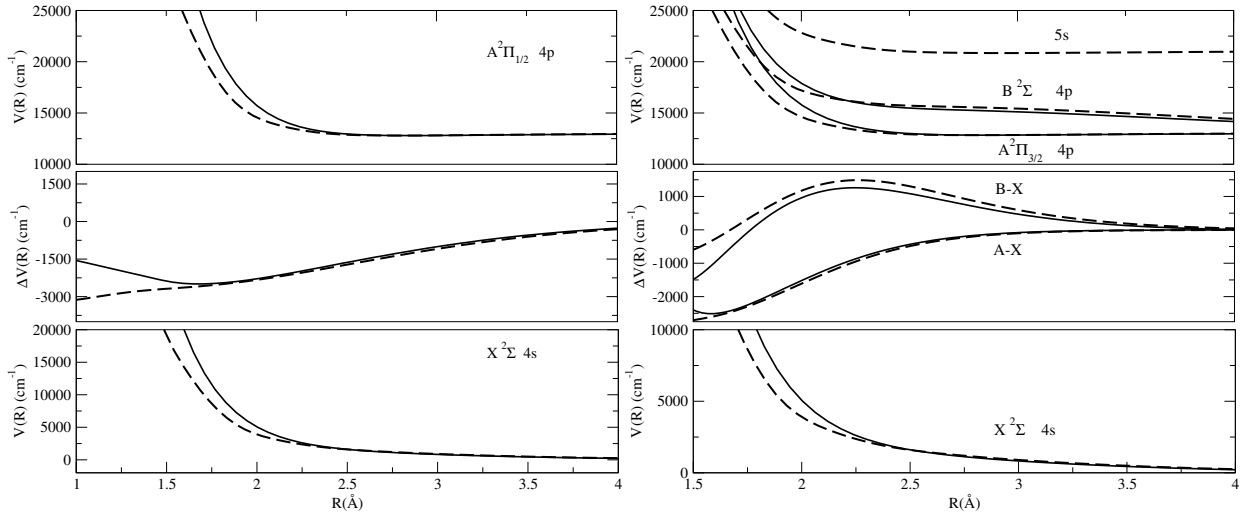 25000
20000
15000
10000
V(R) (cm⁻¹)
A²Π₁/₂ 4p
1500
0
-1500
-3000
ΔV(R) (cm⁻¹)
20000
15000
10000
5000
0
V(R) (cm⁻¹)
X ²Σ 4s
1 1.5 2 2.5 3 3.5 4
R(Å)
25000
20000
15000
10000
V(R) (cm⁻¹)
5s
B ²Σ 4p
A²Π₃/₂ 4p
1000
0
-1000
-2000
ΔV(R) (cm⁻¹)
B-X
A-X
10000
5000
0
V(R) (cm⁻¹)
X ²Σ 4s
1.5 2 2.5 3 3.5 4
R(Å)